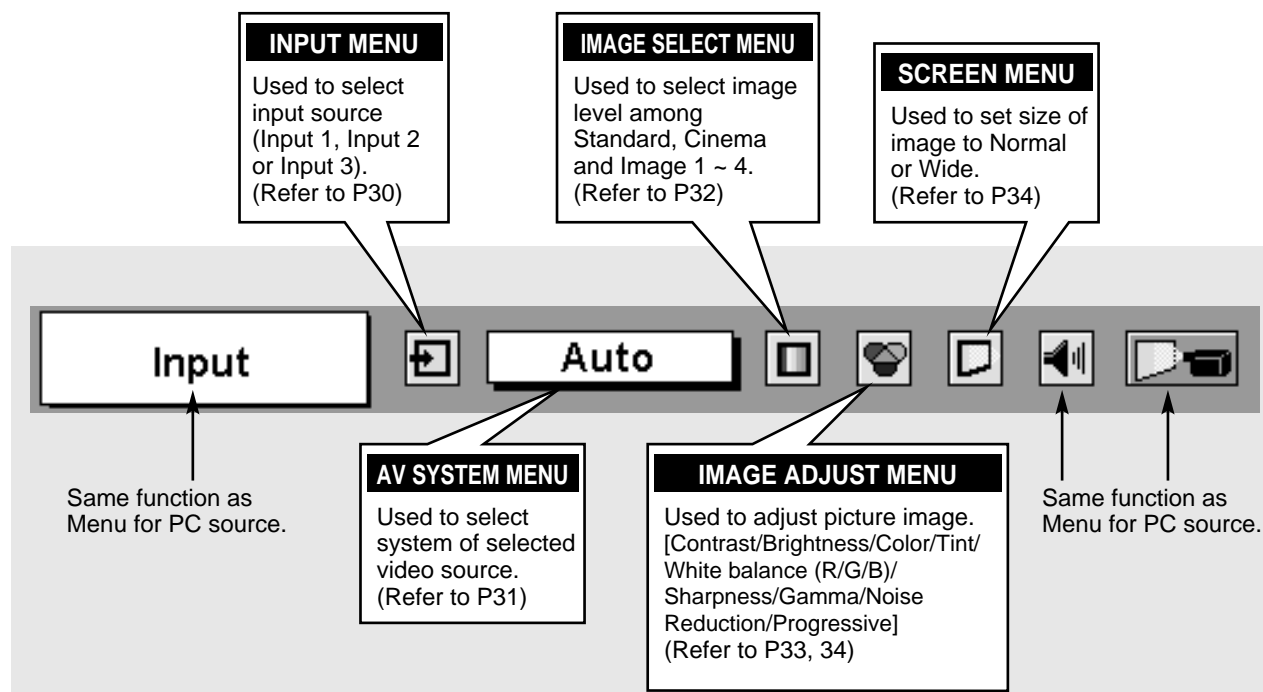 INPUT MENU
Used to select
input source
(Input 1, Input 2
or Input 3).
(Refer to P30)
IMAGE SELECT MENU
Used to select image
level among
Standard, Cinema
and Image 1 ~ 4.
(Refer to P32)
SCREEN MENU
Used to set size of
image to Normal
or Wide.
(Refer to P34)
Input
Auto
Same function as
Menu for PC source.
AV SYSTEM MENU
Used to select
system of selected
video source.
(Refer to P31)
IMAGE ADJUST MENU
Used to adjust picture image.
[Contrast/Brightness/Color/Tint/
White balance (R/G/B)/
Sharpness/Gamma/Noise
Reduction/Progressive]
(Refer to P33, 34)
Same function as
Menu for PC source.